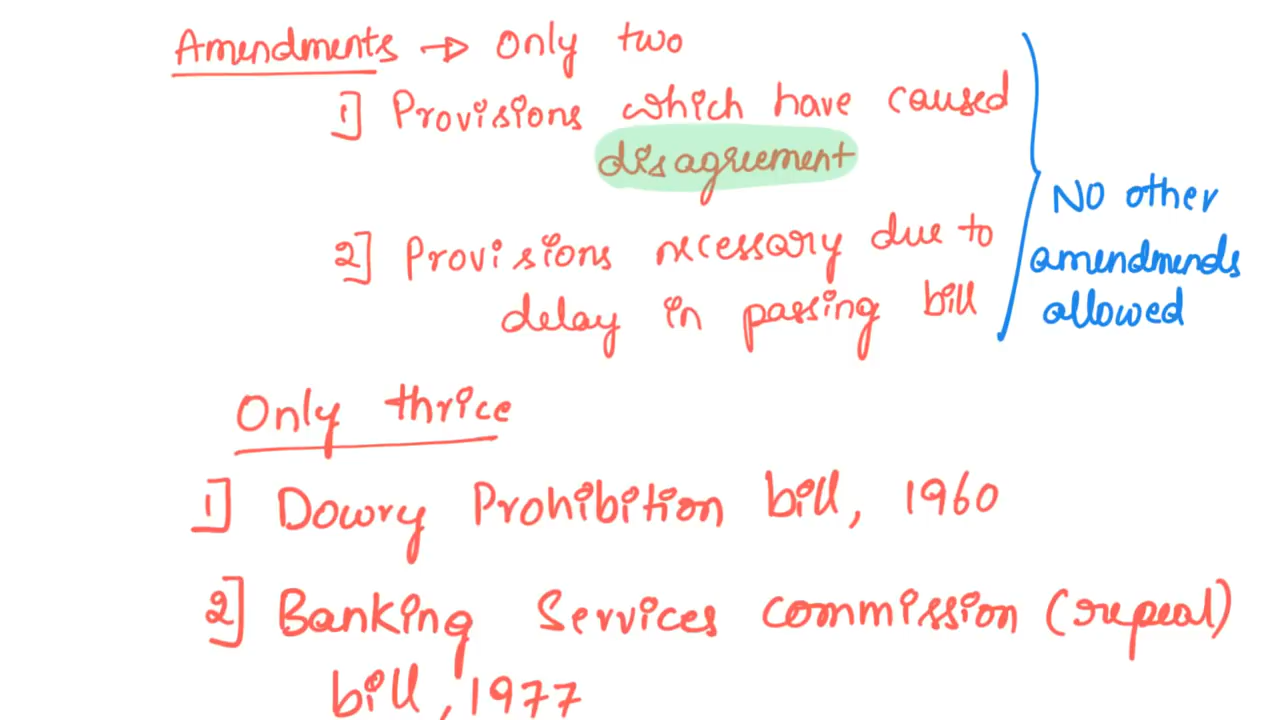 Amendments → Only two
1] Provisions which have caused
disagreement
2] Provisions necessary due to
delay in passing bill
NO other
amendmends
allowed
Only thrice
1] Dowry Prohibition bill, 1960
2] Banking Services commission (repeal)
bill, 1977